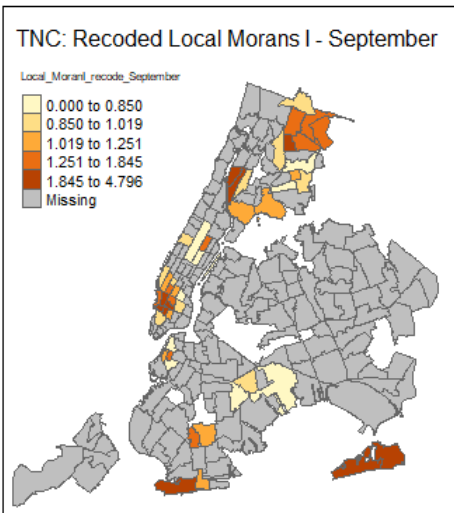 TNC: Recoded Local Morans I - September
Local_MoranI_recode_September
0.000 to 0.850
0.850 to 1.019
1.019 to 1.251
1.251 to 1.845
1.845 to 4.796
Missing